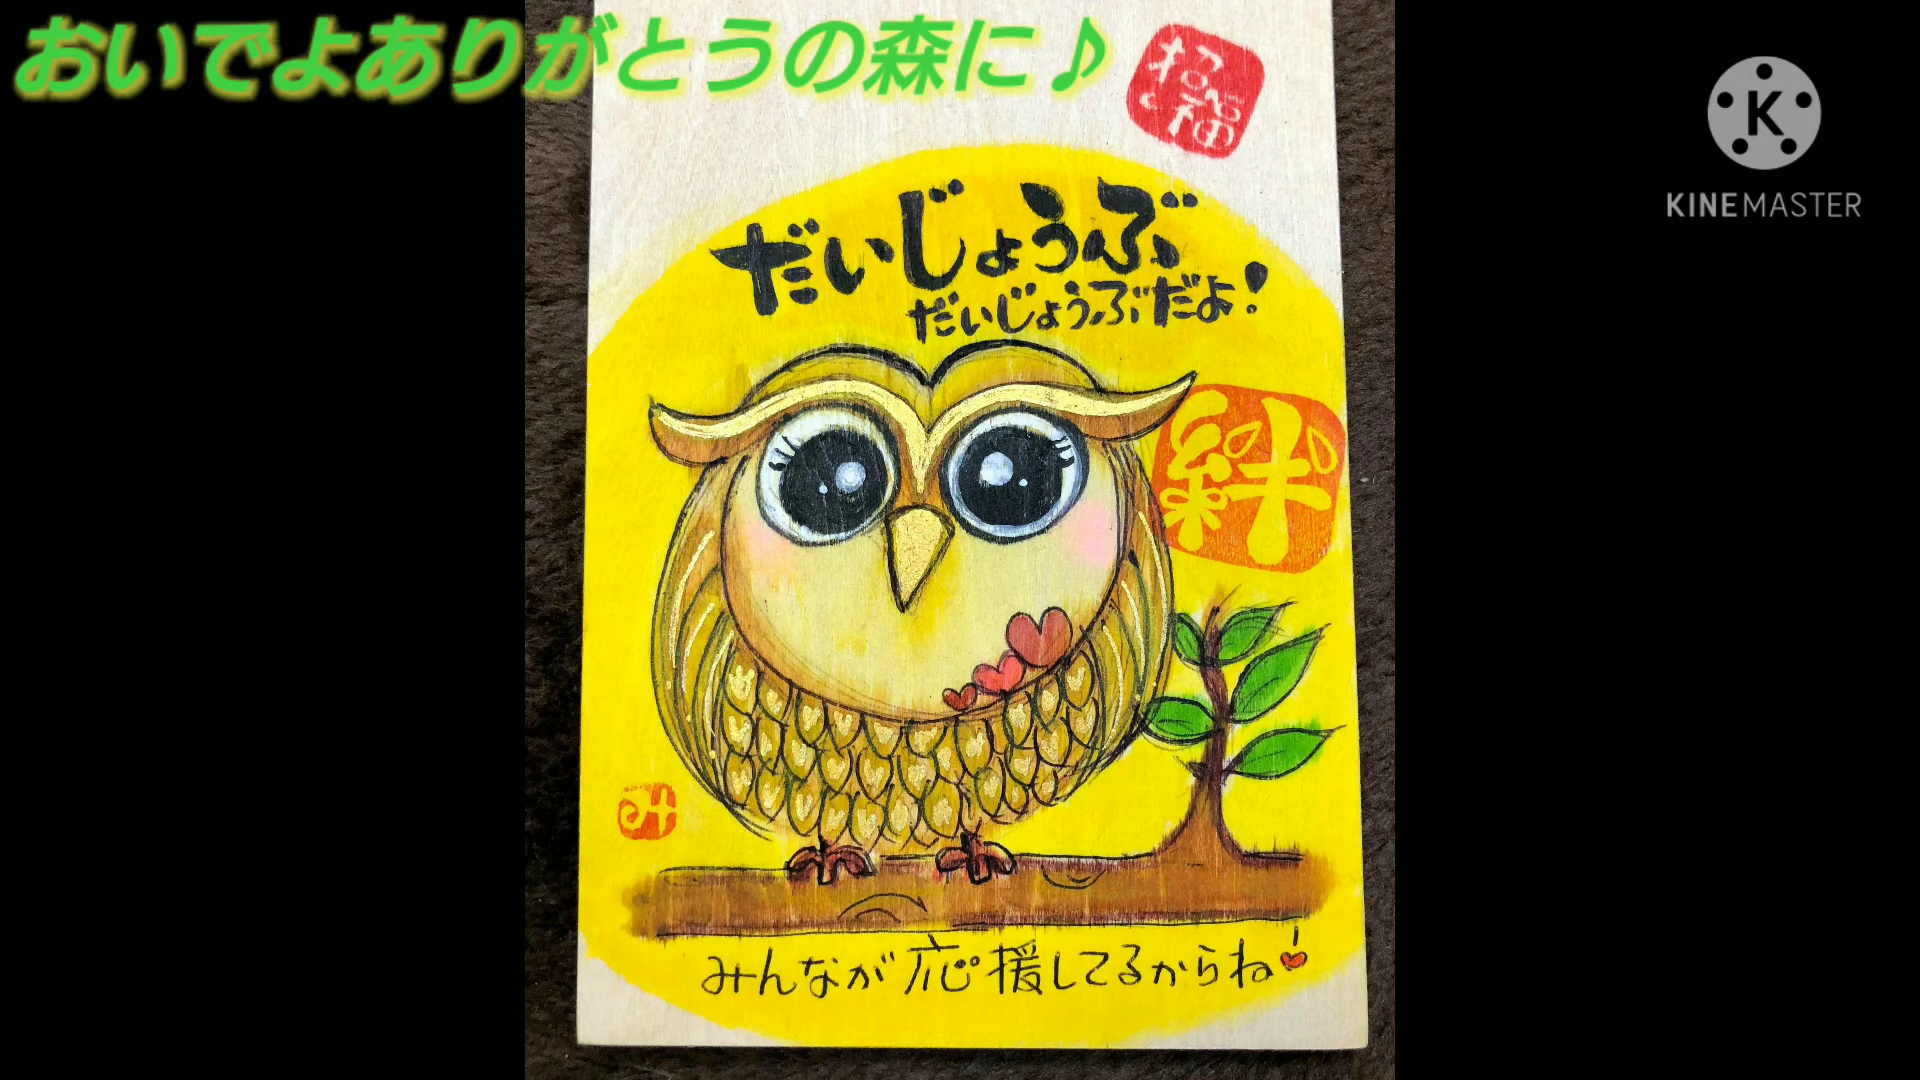 おいでよありがとうの森に♪
招福
K
KINEMASTER
だいじょうぶ
だいじょうぶだよ!
絆
み
みんなが応援してるからね!